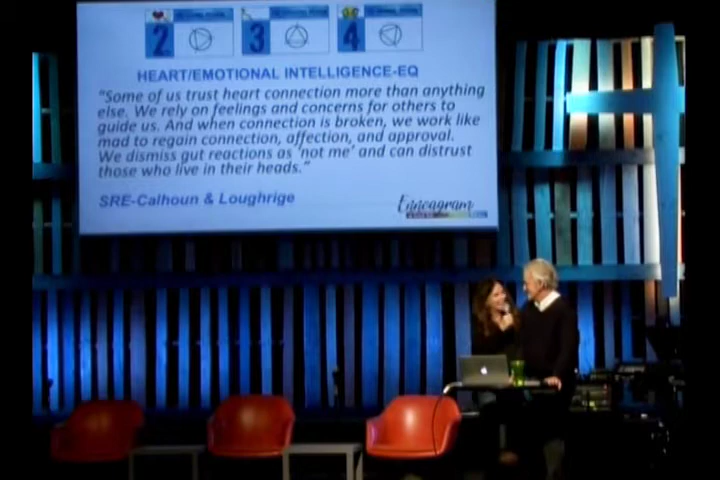 2 3 4
HEART/EMOTIONAL INTELLIGENCE-EQ
"Some of us trust heart connection more than anything
else. We rely on feelings and concerns for others to
guide us. And when connection is broken, we work like
mad to regain connection, affection, and approval.
We dismiss gut reactions as 'not me' and can distrust
those who live in their heads."
SRE-Calhoun & Loughrige
Enneagram